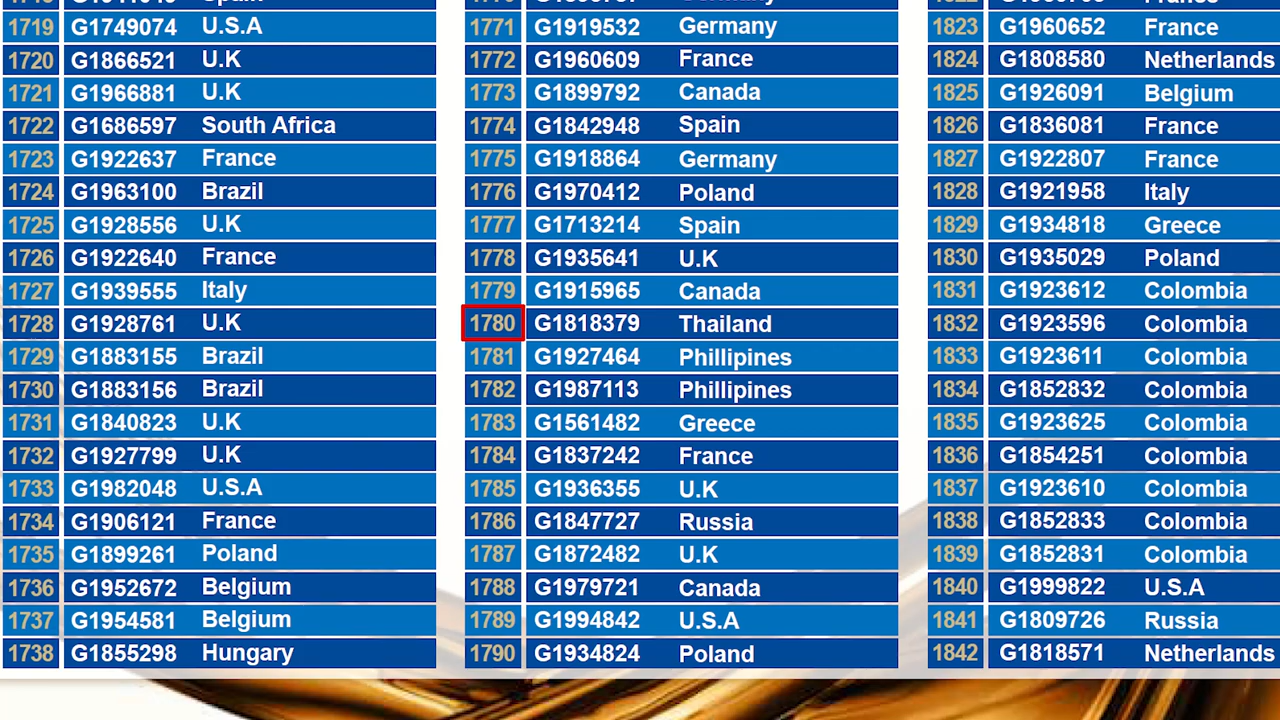 1719 G1749074 U.S.A
1720 G1866521 U.K
1721 G1966881 U.K
1722 G1686597 South Africa
1723 G1922637 France
1724 G1963100 Brazil
1725 G1928556 U.K
1726 G1922640 France
1727 G1939555 Italy
1728 G1928761 U.K
1729 G1883155 Brazil
1730 G1883156 Brazil
1731 G1840823 U.K
1732 G1927799 U.K
1733 G1982048 U.S.A
1734 G1906121 France
1735 G1899261 Poland
1736 G1952672 Belgium
1737 G1954581 Belgium
1738 G1855298 Hungary
1771 G1919532 Germany
1772 G1960609 France
1773 G1899792 Canada
1774 G1842948 Spain
1775 G1918864 Germany
1776 G1970412 Poland
1777 G1713214 Spain
1778 G1935641 U.K
1779 G1915965 Canada
1780 G1818379 Thailand
1781 G1927464 Phillipines
1782 G1987113 Phillipines
1783 G1561482 Greece
1784 G1837242 France
1785 G1936355 U.K
1786 G1847727 Russia
1787 G1872482 U.K
1788 G1979721 Canada
1789 G1994842 U.S.A
1790 G1934824 Poland
1823 G1960652 France
1824 G1808580 Netherlands
1825 G1926091 Belgium
1826 G1836081 France
1827 G1922807 France
1828 G1921958 Italy
1829 G1934818 Greece
1830 G1935029 Poland
1831 G1923612 Colombia
1832 G1923596 Colombia
1833 G1923611 Colombia
1834 G1852832 Colombia
1835 G1923625 Colombia
1836 G1854251 Colombia
1837 G1923610 Colombia
1838 G1852833 Colombia
1839 G1852831 Colombia
1840 G1999822 U.S.A
1841 G1809726 Russia
1842 G1818571 Netherlands